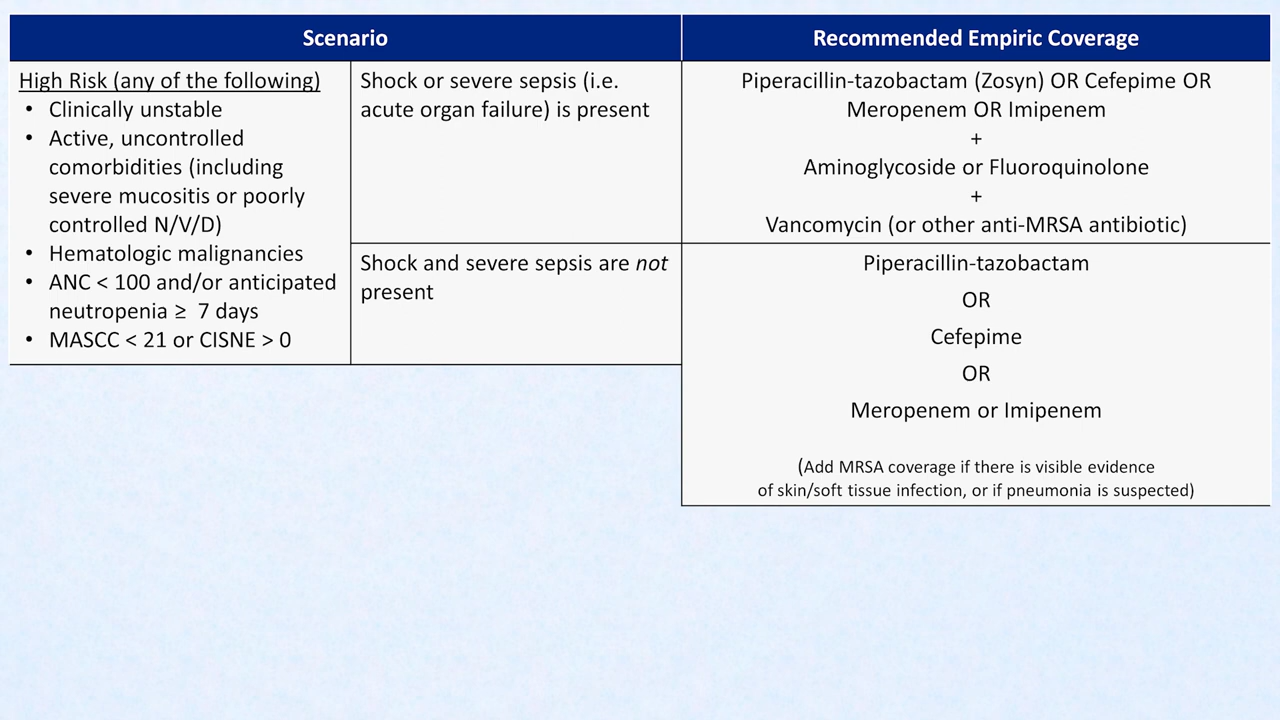 Scenario
Recommended Empiric Coverage
High Risk (any of the following)
• Clinically unstable
• Active, uncontrolled
comorbidities (including
severe mucositis or poorly
controlled N/V/D)
• Hematologic malignancies
• ANC < 100 and/or anticipated
neutropenia ≥ 7 days
• MASCC < 21 or CISNE > 0
Shock or severe sepsis (i.e.
acute organ failure) is present
Piperacillin-tazobactam (Zosyn) OR Cefepime OR
Meropenem OR Imipenem
+
Aminoglycoside or Fluoroquinolone
+
Vancomycin (or other anti-MRSA antibiotic)
Shock and severe sepsis are not
present
Piperacillin-tazobactam
OR
Cefepime
OR
Meropenem or Imipenem
(Add MRSA coverage if there is visible evidence
of skin/soft tissue infection, or if pneumonia is suspected)